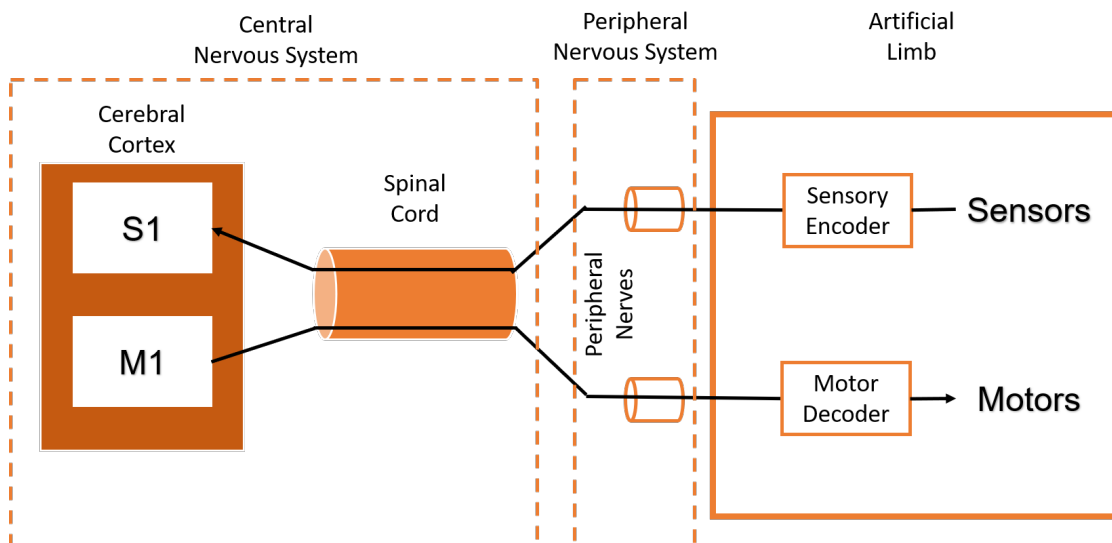 Central
Nervous System
Peripheral
Nervous System
Artificial
Limb
Cerebral
Cortex
S1
M1
Spinal
Cord
Peripheral
Nerves
Sensory
Encoder
Sensors
Motor
Decoder
Motors